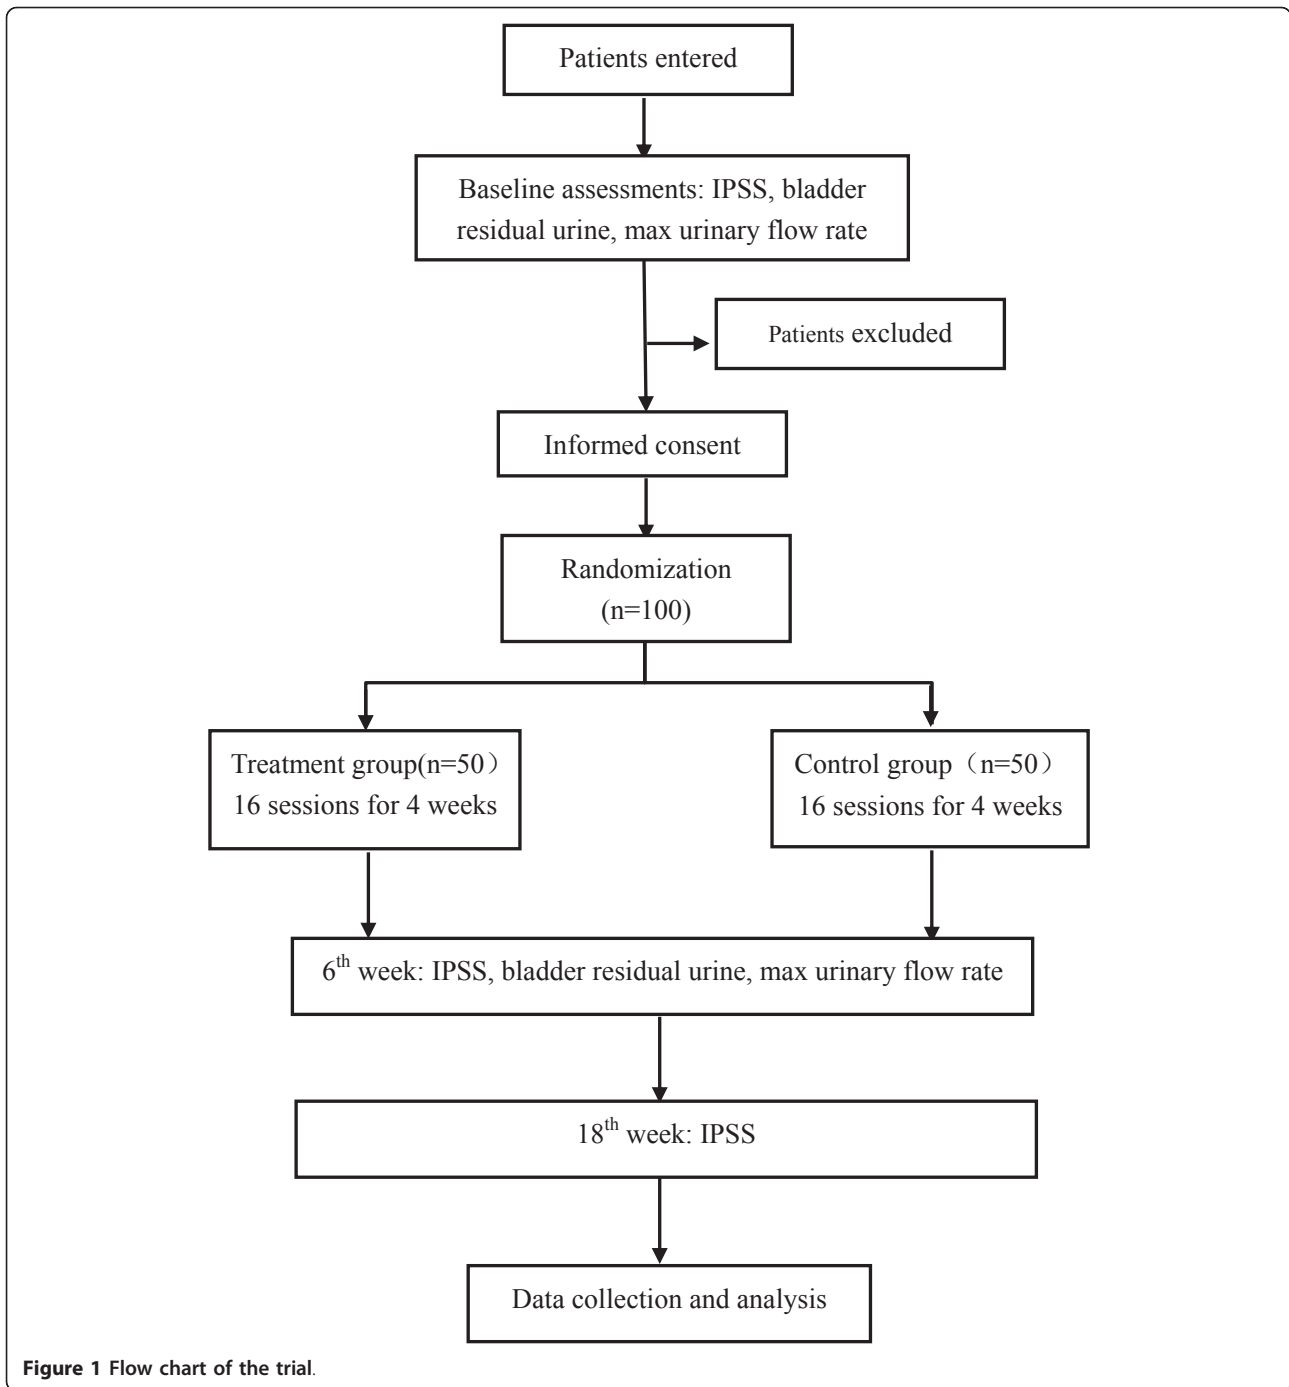 Patients entered
Baseline assessments: IPSS, bladder
residual urine, max urinary flow rate
Patients excluded
Informed consent
Randomization
(n=100)
Treatment group(n=50）
16 sessions for 4 weeks
Control group（n=50）
16 sessions for 4 weeks
6th week: IPSS, bladder residual urine, max urinary flow rate
18th week: IPSS
Data collection and analysis
Figure 1 Flow chart of the trial.